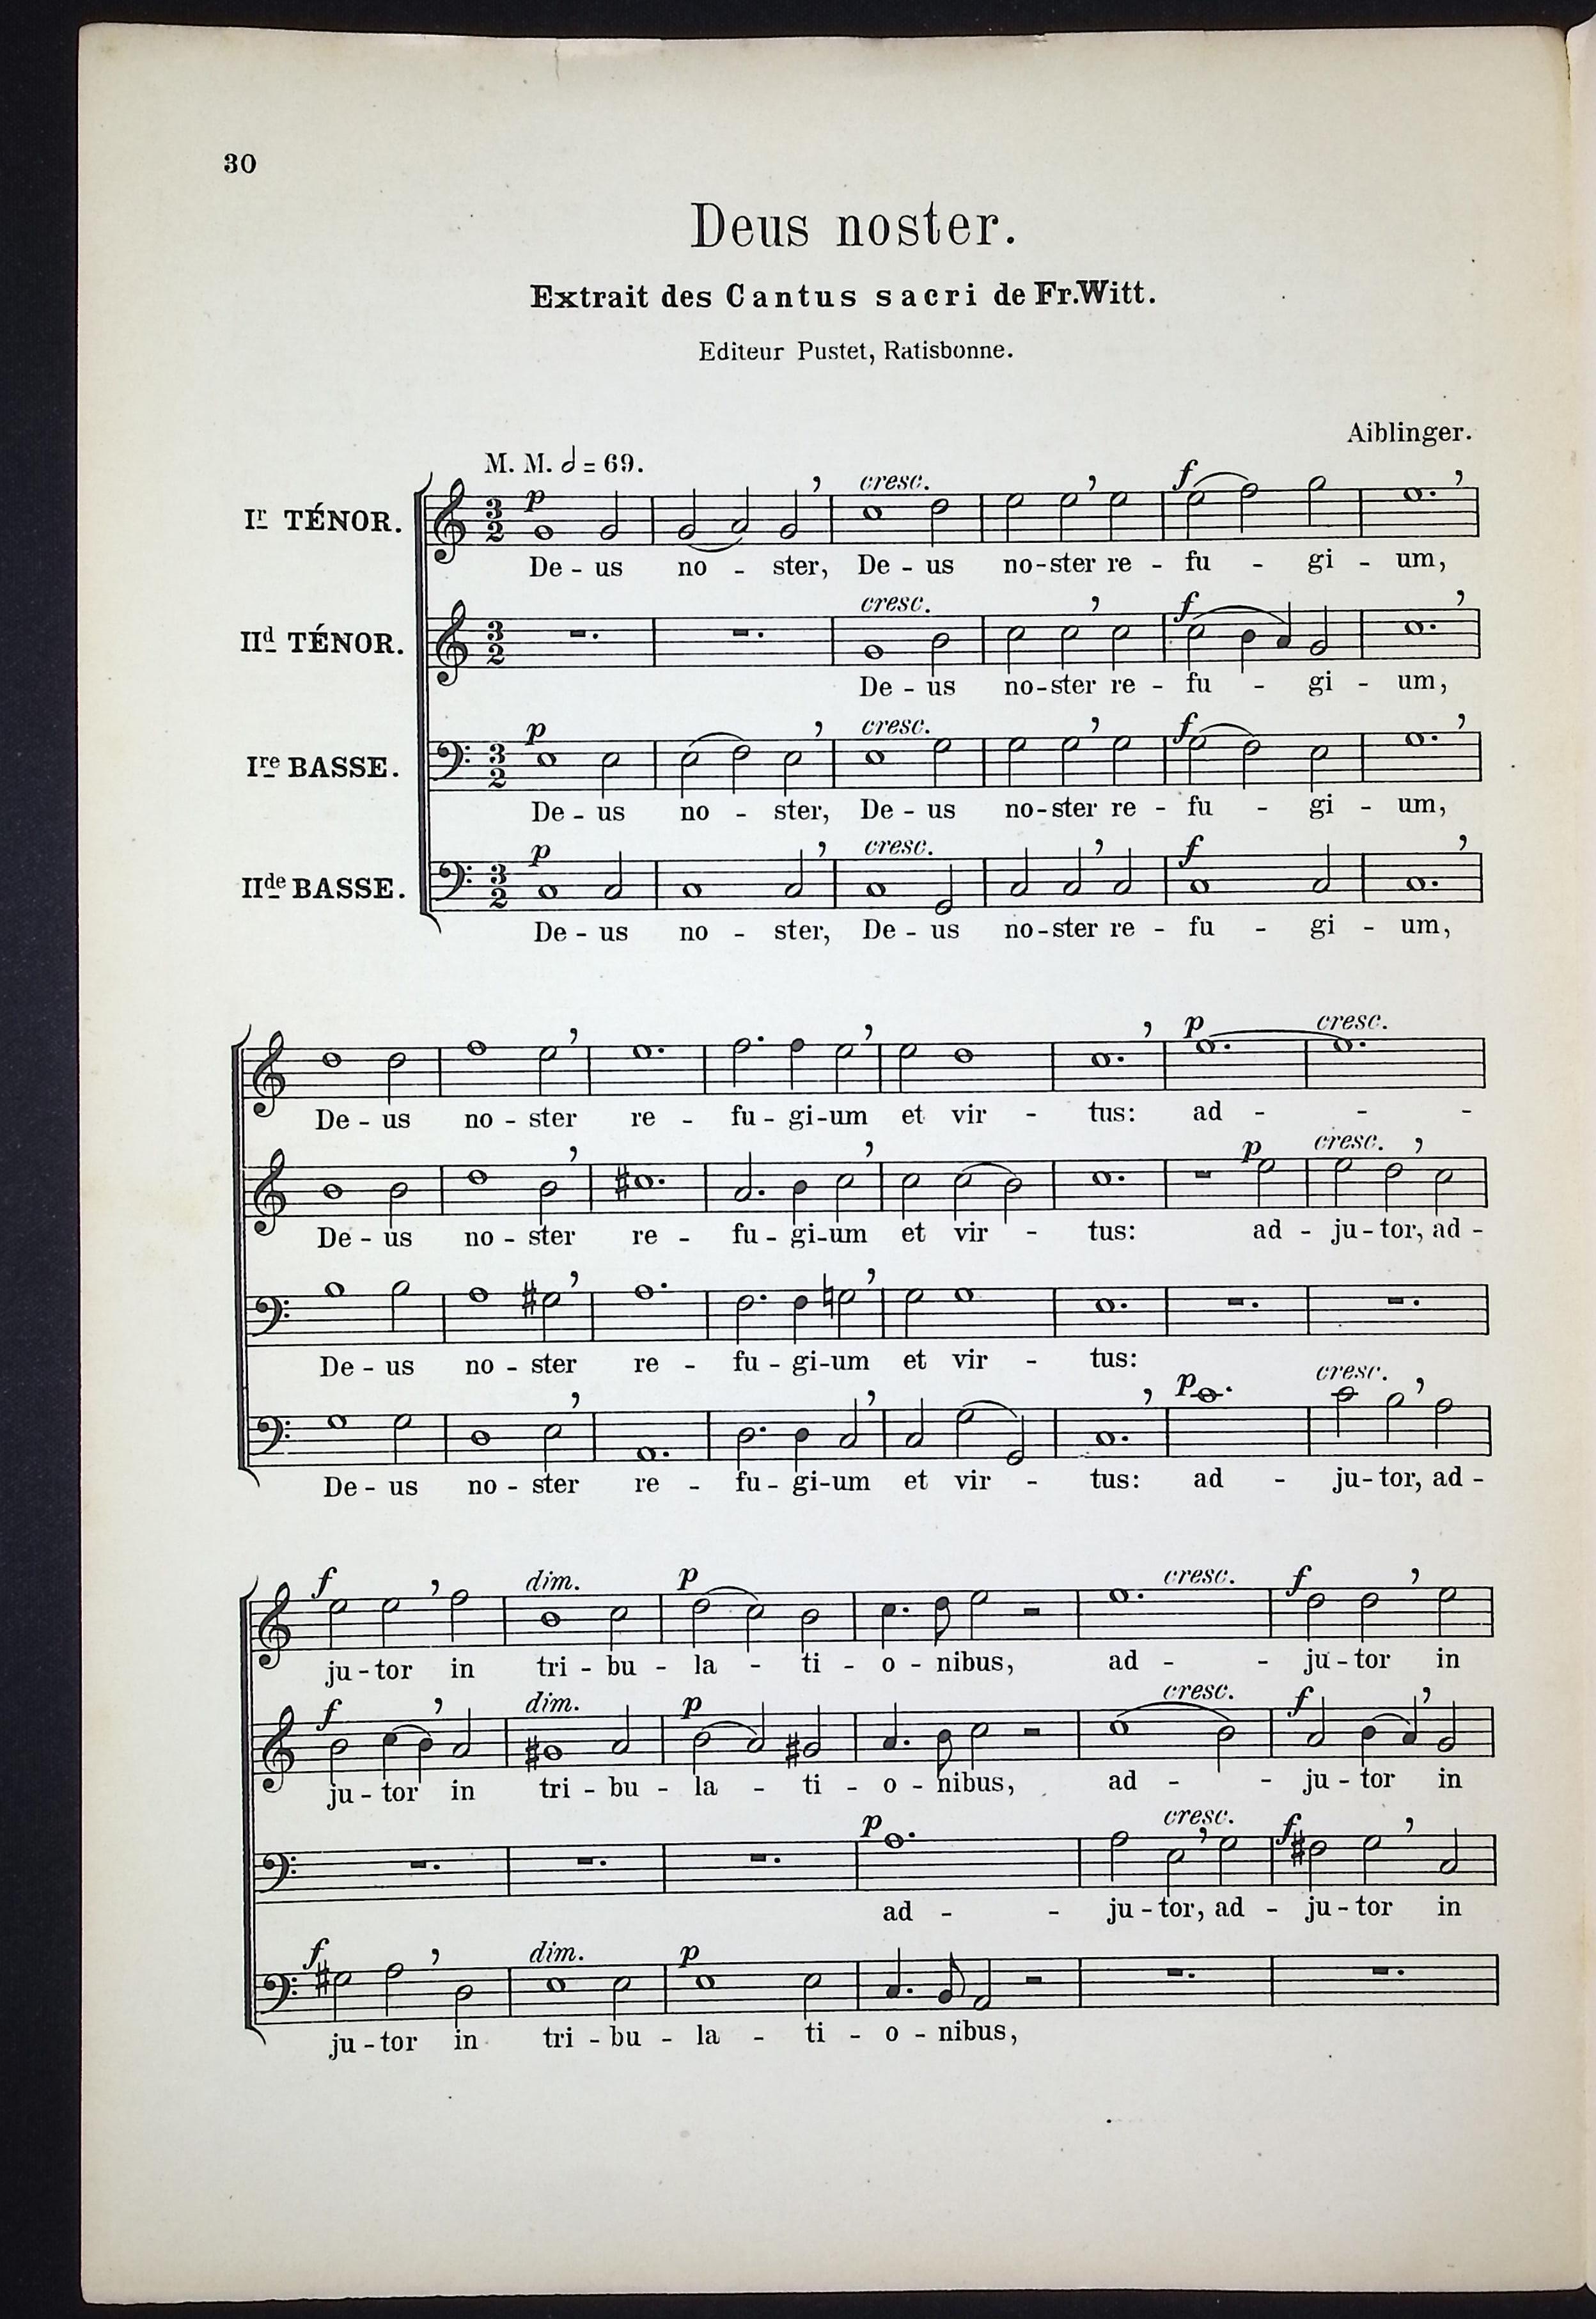 30
Deus noster.
Extrait des Cantus sacri de Fr.Witt.
Editeur Pustet, Ratisbonne.
Aiblinger.
M. M. 𝅗𝅥 = 69.
p cresc. f
Ir TÉNOR. 3 2
De - us no - ster, De - us no-ster re - fu - gi - um,
cresc. f
IId TÉNOR. 3 2
De - us no-ster re - fu - gi - um,
p cresc. f
Ire BASSE. 3 2
De - us no - ster, De - us no-ster re - fu - gi - um,
p cresc. f
IIde BASSE. 3 2
De - us no - ster, De - us no-ster re - fu - gi - um,
p cresc.
De - us no - ster re - fu - gi-um et vir - tus: ad - - -
p cresc.
De - us no - ster re - fu - gi-um et vir - tus: ad - ju-tor, ad -
De - us no - ster re - fu - gi-um et vir - tus:
p cresc.
De - us no - ster re - fu - gi-um et vir - tus: ad - ju-tor, ad -
f dim. p cresc. f
ju - tor in tri - bu - la - ti - o - nibus, ad - - ju - tor in
f dim. p cresc. f
ju - tor in tri - bu - la - ti - o - nibus, ad - - ju - tor in
p cresc. f
ad - - ju - tor, ad - ju - tor in
f dim. p
ju - tor in tri - bu - la - ti - o - nibus,